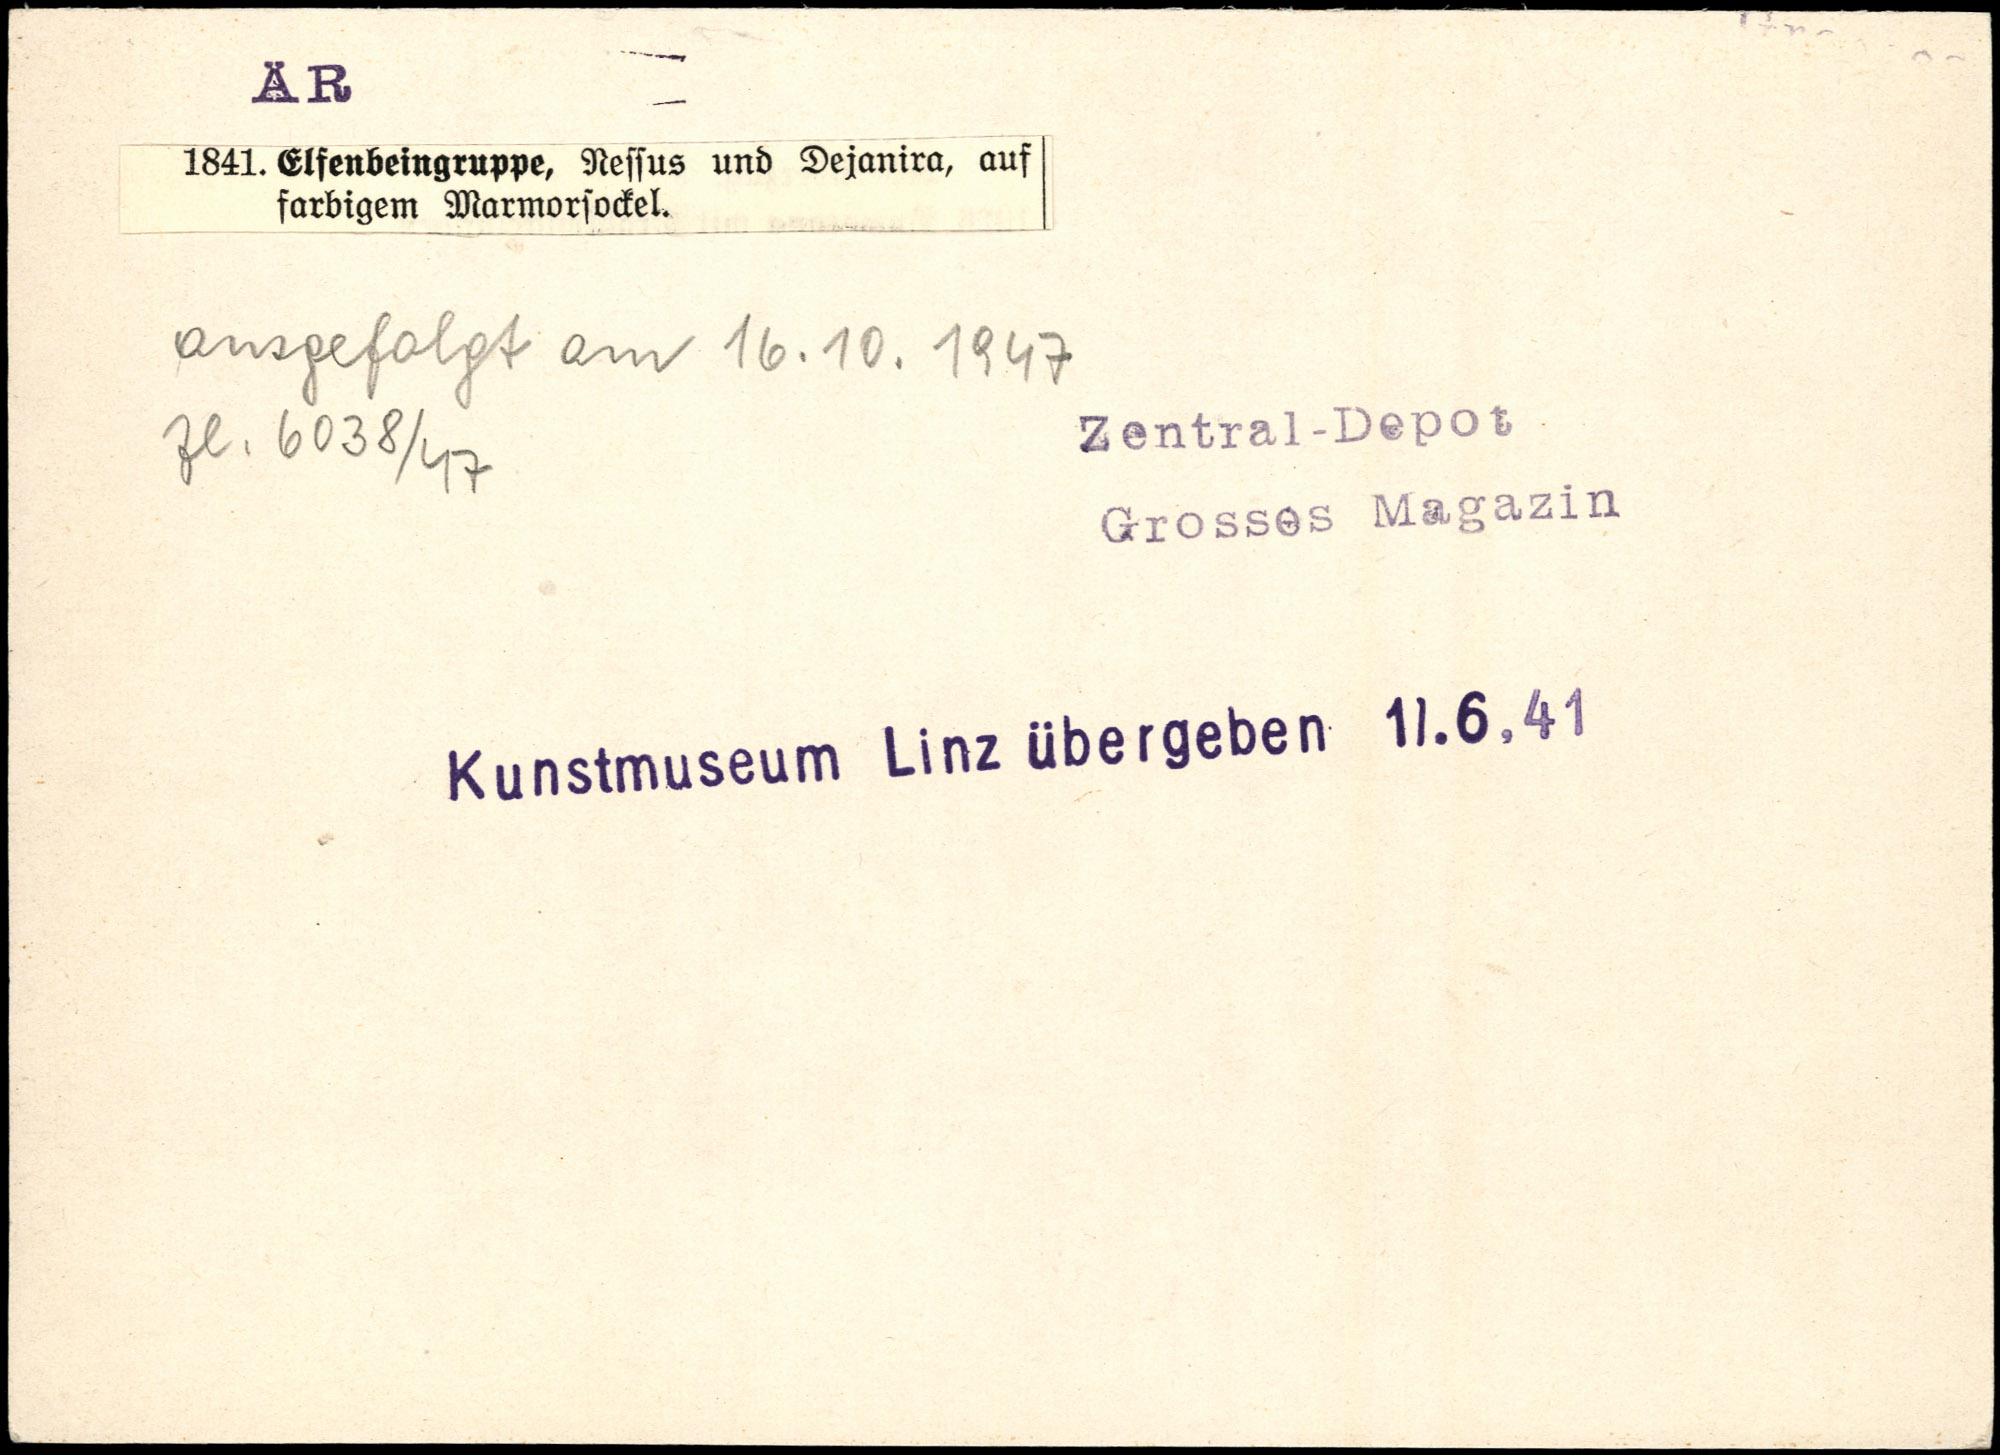 AR
1841. Elfenbeingruppe, Nessus und Dejanira, auf
farbigem Marmorsockel.
ausgefolgt am 16.10.1947
Zl. 6038/47
Zentral-Depot
Grosses Magazin
Kunstmuseum Linz übergeben 11.6.41